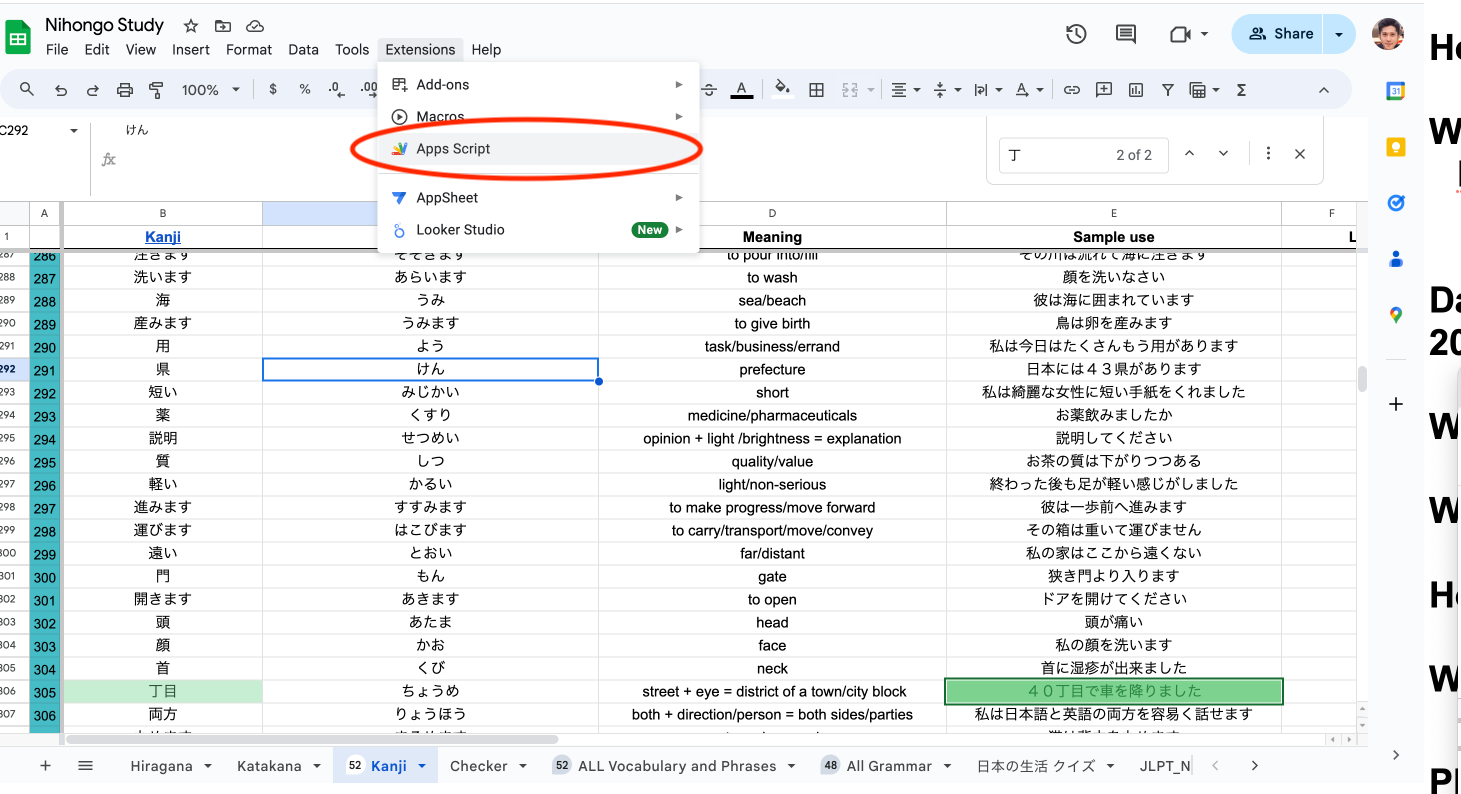 Nihongo Study
File Edit View Insert Format Data Tools Extensions Help
Share
100% $ % .0 .00
Add-ons
Macros
Apps Script
AppSheet
Looker Studio New
C292 けん
丁 2 of 2
A B D E F
1 Kanji Meaning Sample use L
287 286 注ぎます そそぎます to pour into/fill その川は流れて海に注ぎます
288 287 洗います あらいます to wash 顔を洗いなさい
289 288 海 うみ sea/beach 彼は海に囲まれています
290 289 産みます うみます to give birth 鳥は卵を産みます
291 290 用 よう task/business/errand 私は今日はたくさんもう用があります
292 291 県 けん prefecture 日本には４３県があります
293 292 短い みじかい short 私は綺麗な女性に短い手紙をくれました
294 293 薬 くすり medicine/pharmaceuticals お薬飲みましたか
295 294 説明 せつめい opinion + light /brightness = explanation 説明してください
296 295 質 しつ quality/value お茶の質は下がりつつある
297 296 軽い かるい light/non-serious 終わった後も足が軽い感じがしました
298 297 進みます すすみます to make progress/move forward 彼は一歩前へ進みます
299 298 運びます はこびます to carry/transport/move/convey その箱は重いて運びません
300 299 遠い とおい far/distant 私の家はここから遠くない
301 300 門 もん gate 狭き門より入ります
302 301 開きます あきます to open ドアを開けてください
303 302 頭 あたま head 頭が痛い
304 303 顔 かお face 私の顔を洗います
305 304 首 くび neck 首に湿疹が出来ました
306 305 丁目 ちょうめ street + eye = district of a town/city block ４０丁目で車を降りました
307 306 両方 りょうほう both + direction/person = both sides/parties 私は日本語と英語の両方を容易く話せます
Hiragana Katakana 52 Kanji Checker 52 ALL Vocabulary and Phrases 48 All Grammar 日本の生活 クイズ JLPT_N
31